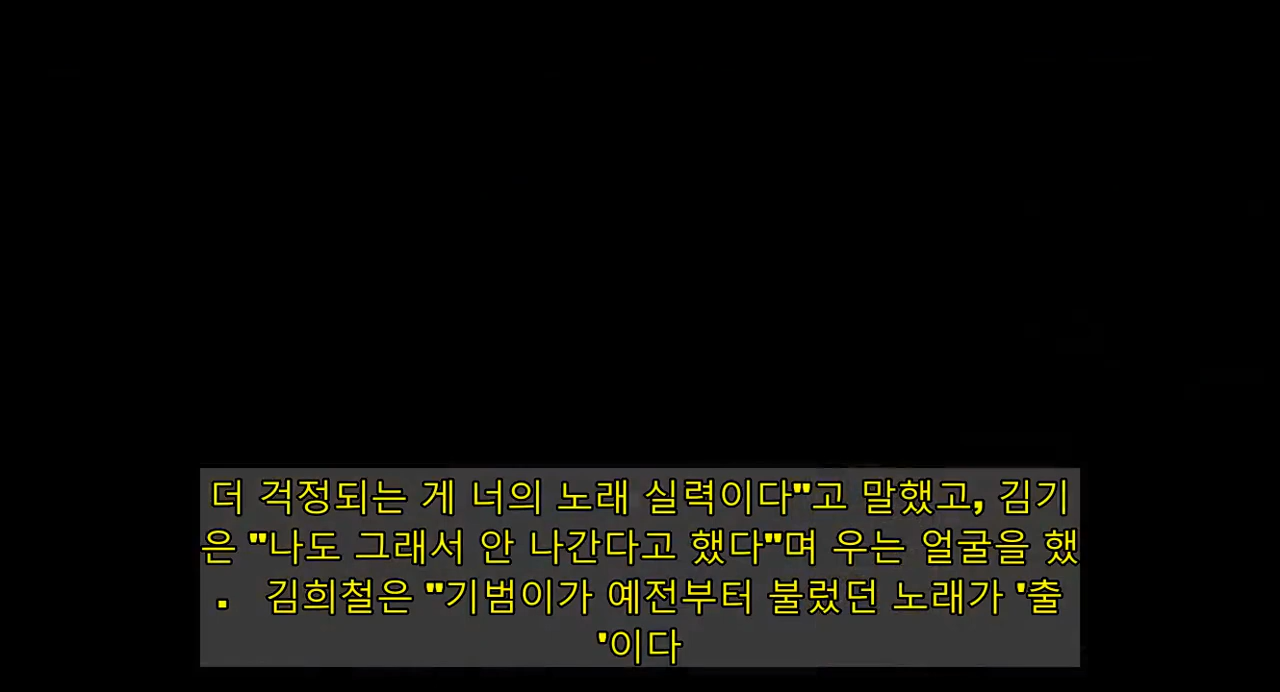 더 걱정되는 게 너의 노래 실력이다"고 말했고, 김기
은 "나도 그래서 안 나간다고 했다"며 우는 얼굴을 했
. 김희철은 "기범이가 예전부터 불렀던 노래가 '출
'이다